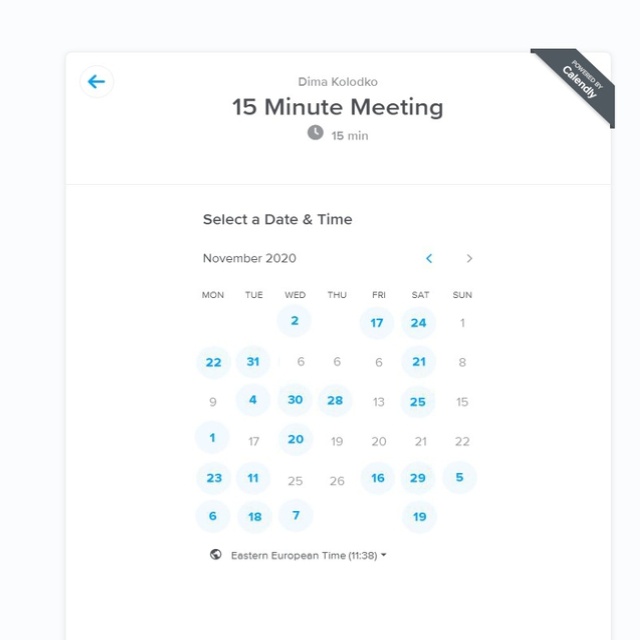 POWERED BY
Calendly
Dima Kolodko
15 Minute Meeting
15 min
Select a Date & Time
November 2020
MON TUE WED THU FRI SAT SUN
2 17 24 1
22 31 6 6 6 21 8
9 4 30 28 13 25 15
1 17 20 19 20 21 22
23 11 25 26 16 29 5
6 18 7 19
Eastern European Time (11:38)